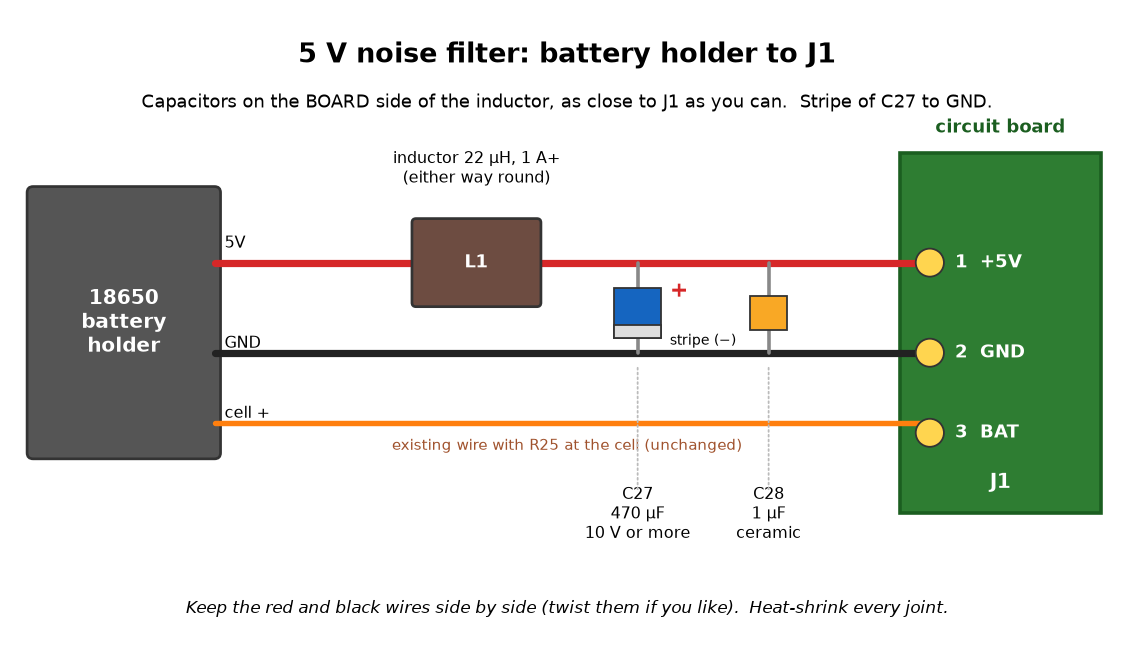 5 V noise filter: battery holder to J1
Capacitors on the BOARD side of the inductor, as close to J1 as you can.  Stripe of C27 to GND.
circuit board
inductor 22 µH, 1 A+
(either way round)
5V
L1
1  +5V
+
18650
battery
holder
GND
stripe (−)
2  GND
cell +
existing wire with R25 at the cell (unchanged)
3  BAT
J1
C27
470 µF
10 V or more
C28
1 µF
ceramic
Keep the red and black wires side by side (twist them if you like).  Heat-shrink every joint.